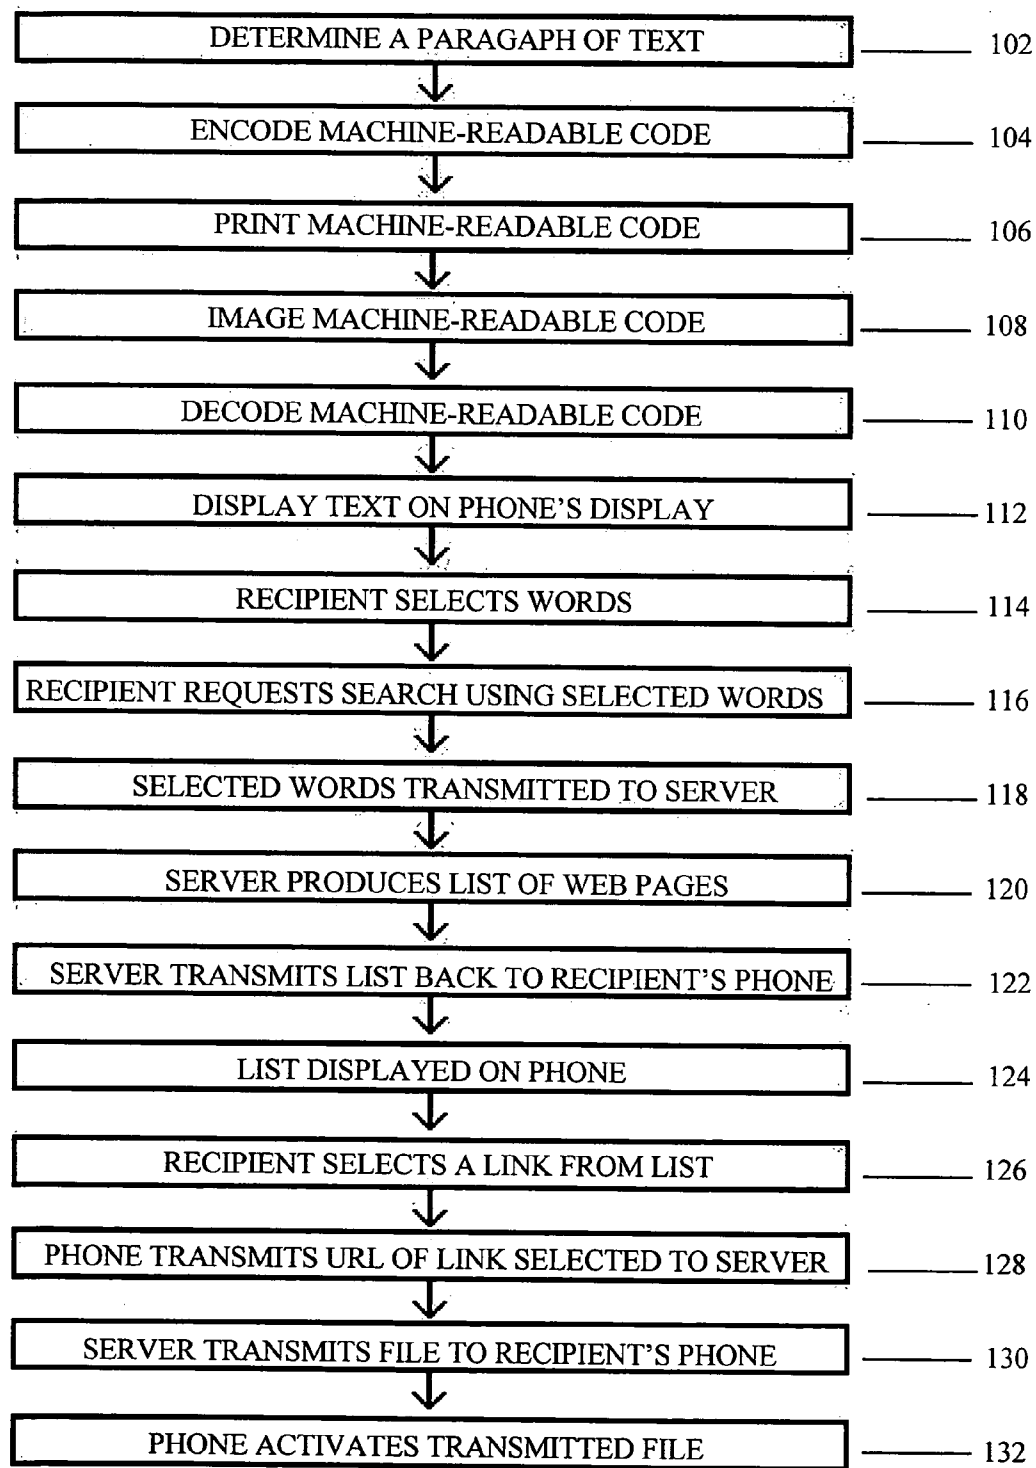 DETERMINE A PARAGAPH OF TEXT 102
ENCODE MACHINE-READABLE CODE 104
PRINT MACHINE-READABLE CODE 106
IMAGE MACHINE-READABLE CODE 108
DECODE MACHINE-READABLE CODE 110
DISPLAY TEXT ON PHONE'S DISPLAY 112
RECIPIENT SELECTS WORDS 114
RECIPIENT REQUESTS SEARCH USING SELECTED WORDS 116
SELECTED WORDS TRANSMITTED TO SERVER 118
SERVER PRODUCES LIST OF WEB PAGES 120
SERVER TRANSMITS LIST BACK TO RECIPIENT'S PHONE 122
LIST DISPLAYED ON PHONE 124
RECIPIENT SELECTS A LINK FROM LIST 126
PHONE TRANSMITS URL OF LINK SELECTED TO SERVER 128
SERVER TRANSMITS FILE TO RECIPIENT'S PHONE 130
PHONE ACTIVATES TRANSMITTED FILE 132